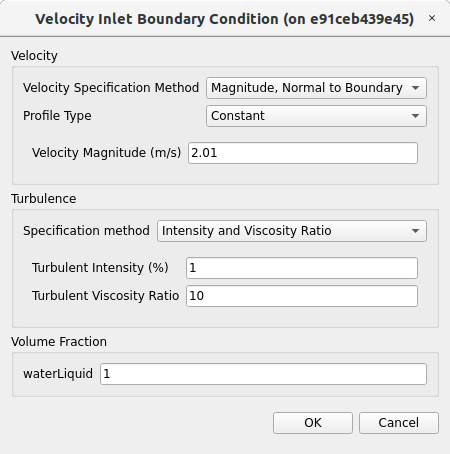 Velocity Inlet Boundary Condition (on e91ceb439e45) ×
Velocity
Velocity Specification Method Magnitude, Normal to Boundary
Profile Type Constant
Velocity Magnitude (m/s) 2.01
Turbulence
Specification method Intensity and Viscosity Ratio
Turbulent Intensity (%) 1
Turbulent Viscosity Ratio 10
Volume Fraction
waterLiquid 1
OK Cancel